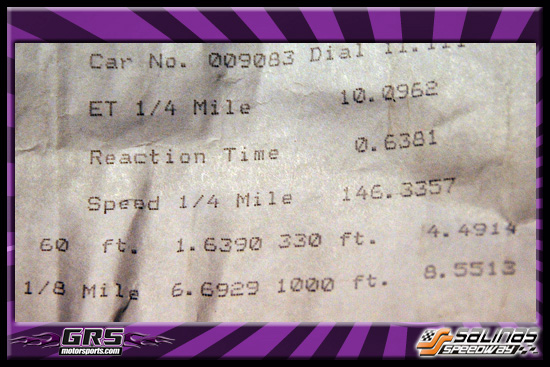 Car No. 009083 Dial 11.111
ET 1/4 Mile 10.0962
Reaction Time 0.6381
Speed 1/4 Mile 146.3357
60 ft. 1.6390 330 ft. 4.4914
1/8 Mile 6.6929 1000 ft. 8.5513
GRS
motorsports.com
SALINAS
SPEEDWAY